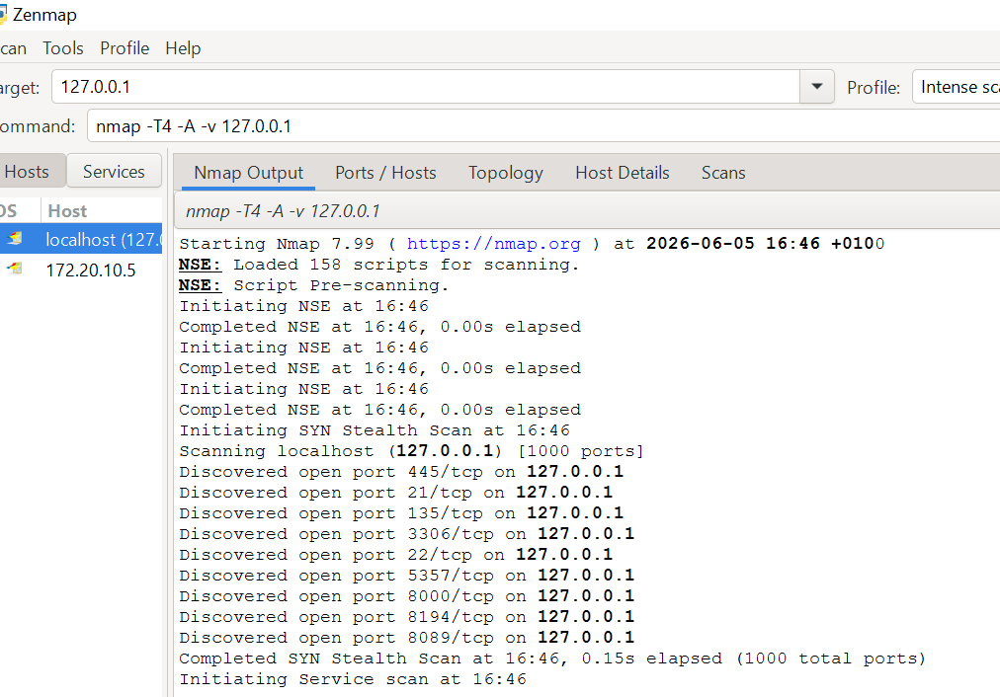 Zenmap
can Tools Profile Help
arget: 127.0.0.1 Profile: Intense sca
ommand: nmap -T4 -A -v 127.0.0.1
Hosts Services Nmap Output Ports / Hosts Topology Host Details Scans
OS Host
nmap -T4 -A -v 127.0.0.1
localhost (127.0
172.20.10.5
Starting Nmap 7.99 ( https://nmap.org ) at 2026-06-05 16:46 +0100
NSE: Loaded 158 scripts for scanning.
NSE: Script Pre-scanning.
Initiating NSE at 16:46
Completed NSE at 16:46, 0.00s elapsed
Initiating NSE at 16:46
Completed NSE at 16:46, 0.00s elapsed
Initiating NSE at 16:46
Completed NSE at 16:46, 0.00s elapsed
Initiating SYN Stealth Scan at 16:46
Scanning localhost (127.0.0.1) [1000 ports]
Discovered open port 445/tcp on 127.0.0.1
Discovered open port 21/tcp on 127.0.0.1
Discovered open port 135/tcp on 127.0.0.1
Discovered open port 3306/tcp on 127.0.0.1
Discovered open port 22/tcp on 127.0.0.1
Discovered open port 5357/tcp on 127.0.0.1
Discovered open port 8000/tcp on 127.0.0.1
Discovered open port 8194/tcp on 127.0.0.1
Discovered open port 8089/tcp on 127.0.0.1
Completed SYN Stealth Scan at 16:46, 0.15s elapsed (1000 total ports)
Initiating Service scan at 16:46